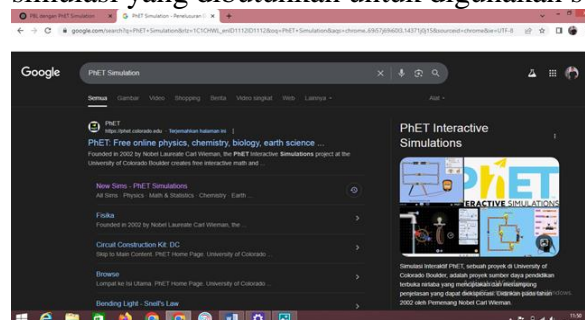 simulasi yang dibutuhkan untuk digunakan s
PBL dengan PhET Simulation
PhET Simulation - Penelusuran
Google
PhET Simulation
Semua Gambar Video Shopping Berita Video singkat Web Lainnya
Alat
PhET
https://phet.colorado.edu · Terjemahkan halaman ini
PhET: Free online physics, chemistry, biology, earth science ...
Founded in 2002 by Nobel Laureate Carl Wieman, the PhET Interactive Simulations project at the
University of Colorado Boulder creates free interactive math and ...
New Sims - PhET Simulations
All Sims · Physics · Math & Statistics · Chemistry · Earth ...
Fisika
Founded in 2002 by Nobel Laureate Carl Wieman, the ...
Circuit Construction Kit: DC
Skip to Main Content. PhET Home Page. University of Colorado ...
Browse
Lompat ke Isi Utama. PhET Home Page. University of Colorado ...
Bending Light - Snell's Law
PhET Interactive
Simulations
PhET
ERACTIVE SIMULATIONS
Simulasi Interaktif PhET, sebuah proyek di University of
Colorado Boulder, adalah proyek sumber daya pendidikan
terbuka nirlaba yang menciptakan dan menampung
penjelasan yang dapat dieksplorasi. Didirikan pada tahun
2002 oleh Pemenang Nobel Carl Wieman.
11:50